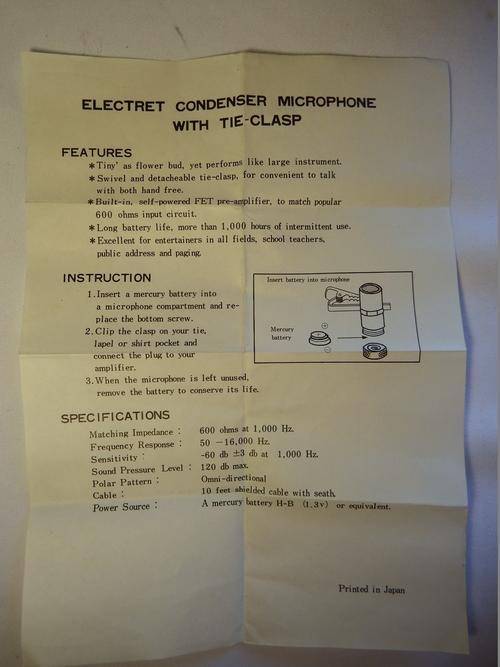 ELECTRET CONDENSER MICROPHONE
WITH TIE-CLASP
FEATURES
*Tiny' as flower bud, yet performs like large instrument.
*Swivel and detacheable tie-clasp, for convenient to talk
with both hand free.
*Built-in, self-powered FET pre-amplifier, to match popular
600 ohms input circuit.
*Long battery life, more than 1,000 hours of intermittent use.
*Excellent for entertainers in all fields, school teachers,
public address and paging.
INSTRUCTION
1. Insert a mercury battery into
a microphone compartment and re-
place the bottom screw.
2. Clip the clasp on your tie,
lapel or shirt pocket and
connect the plug to your
amplifier.
3. When the microphone is left unused,
remove the battery to conserve its life.
Insert battery into microphone
Mercury
battery
+
−
SPECIFICATIONS
Matching Impedance : 600 ohms at 1,000 Hz.
Frequency Response : 50 -16,000 Hz.
Sensitivity : -60 db ±3 db at 1,000 Hz.
Sound Pressure Level : 120 db max.
Polar Pattern : Omni-directional
Cable : 10 feet shielded cable with seath.
Power Source : A mercury battery H-B (1.3v) or equivalent.
Printed in Japan